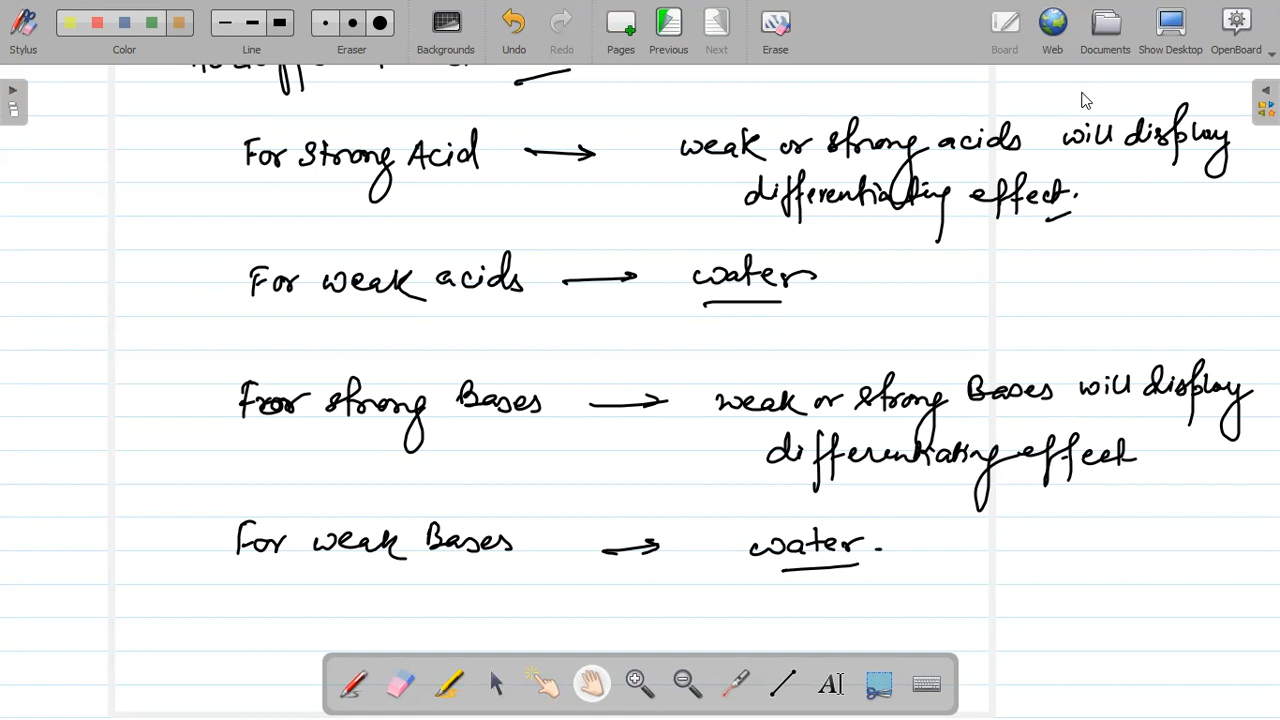 Stylus
Color
Line
Eraser
Backgrounds
Undo
Redo
Pages
Previous
Next
Erase
Board
Web
Documents
Show Desktop
OpenBoard
For Strong Acid → weak or strong acids will display
differentiating effect.
For weak acids → water
For strong Bases → weak or strong Bases will display
differentiating effect
For weak Bases → water.